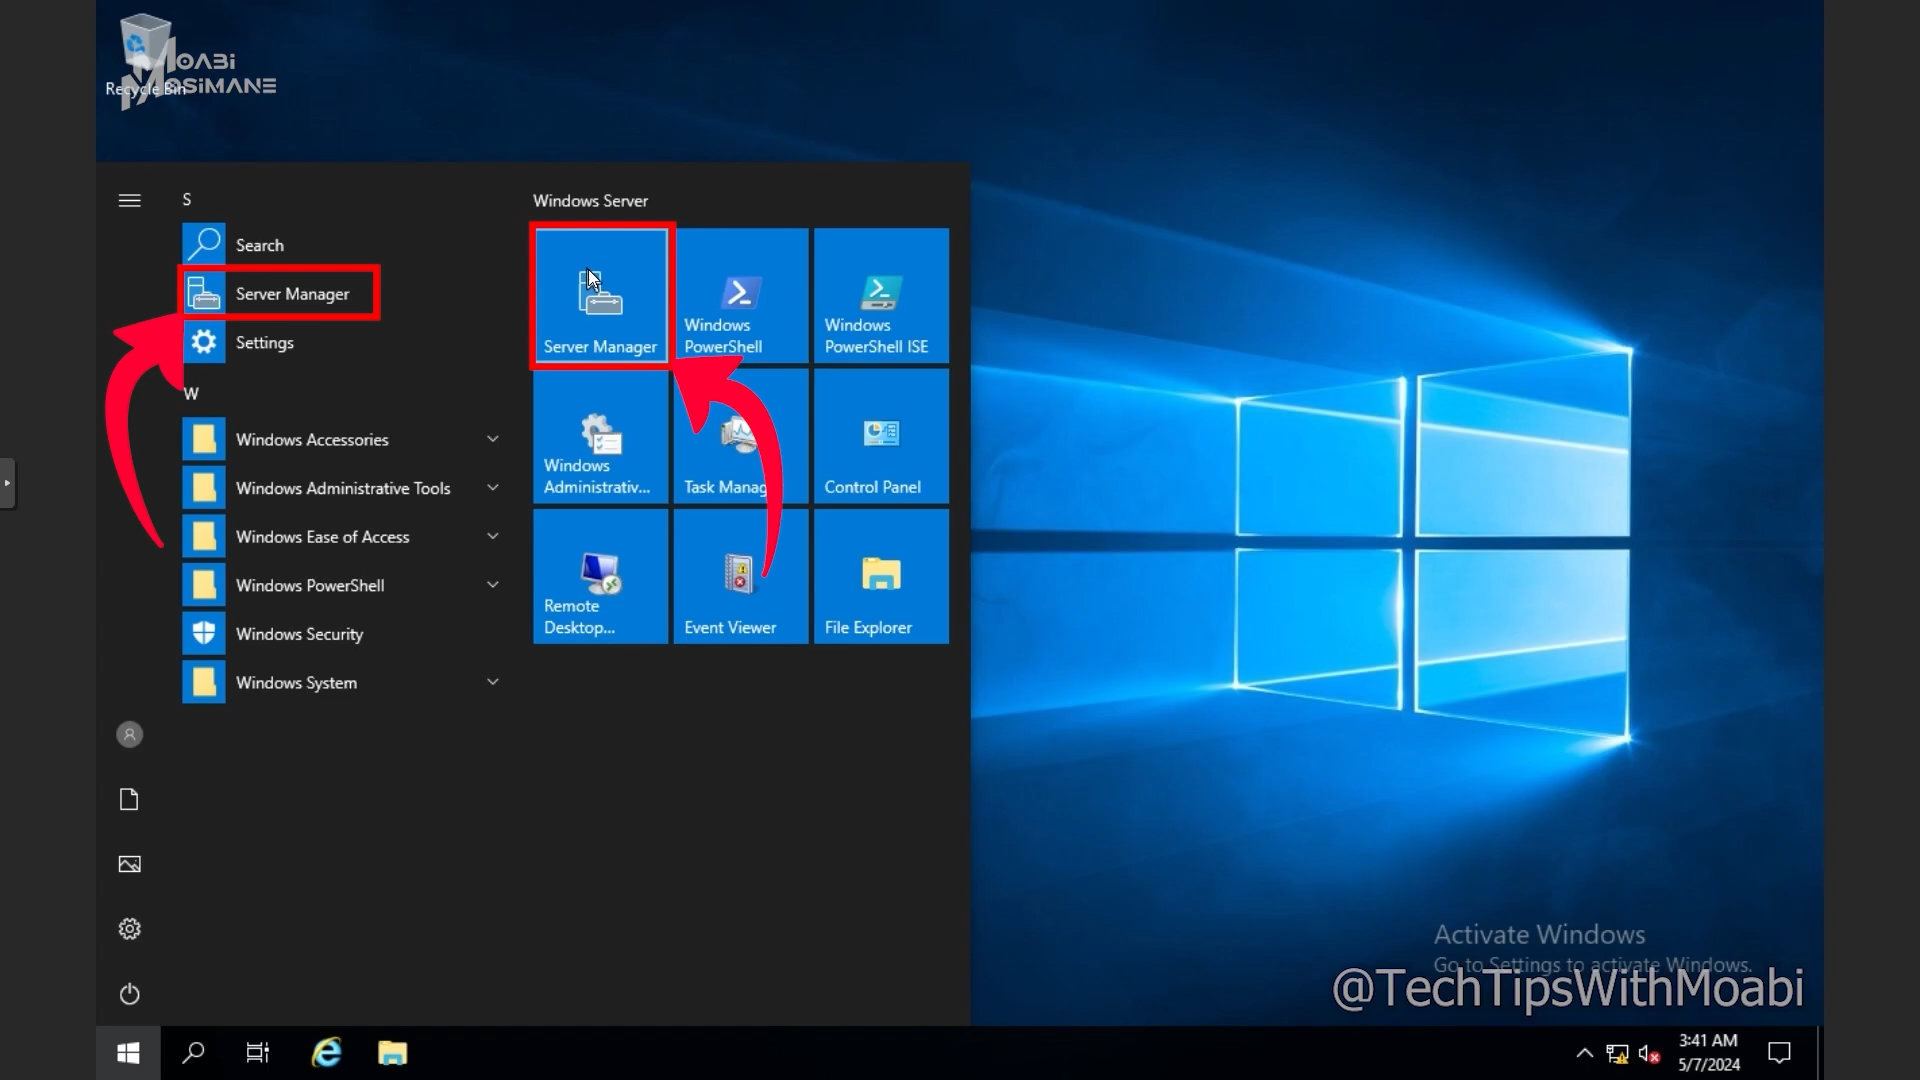 Recycle Bin
MOABi
MOSiMANE
S
Search
Server Manager
Settings
W
Windows Accessories
Windows Administrative Tools
Windows Ease of Access
Windows PowerShell
Windows Security
Windows System
Windows Server
Server Manager
Windows
PowerShell
Windows
PowerShell ISE
Windows
Administrativ...
Task Manag
Control Panel
Remote
Desktop...
Event Viewer
File Explorer
Activate Windows
Go to Settings to activate Windows.
@TechTipsWithMoabi
3:41 AM
5/7/2024